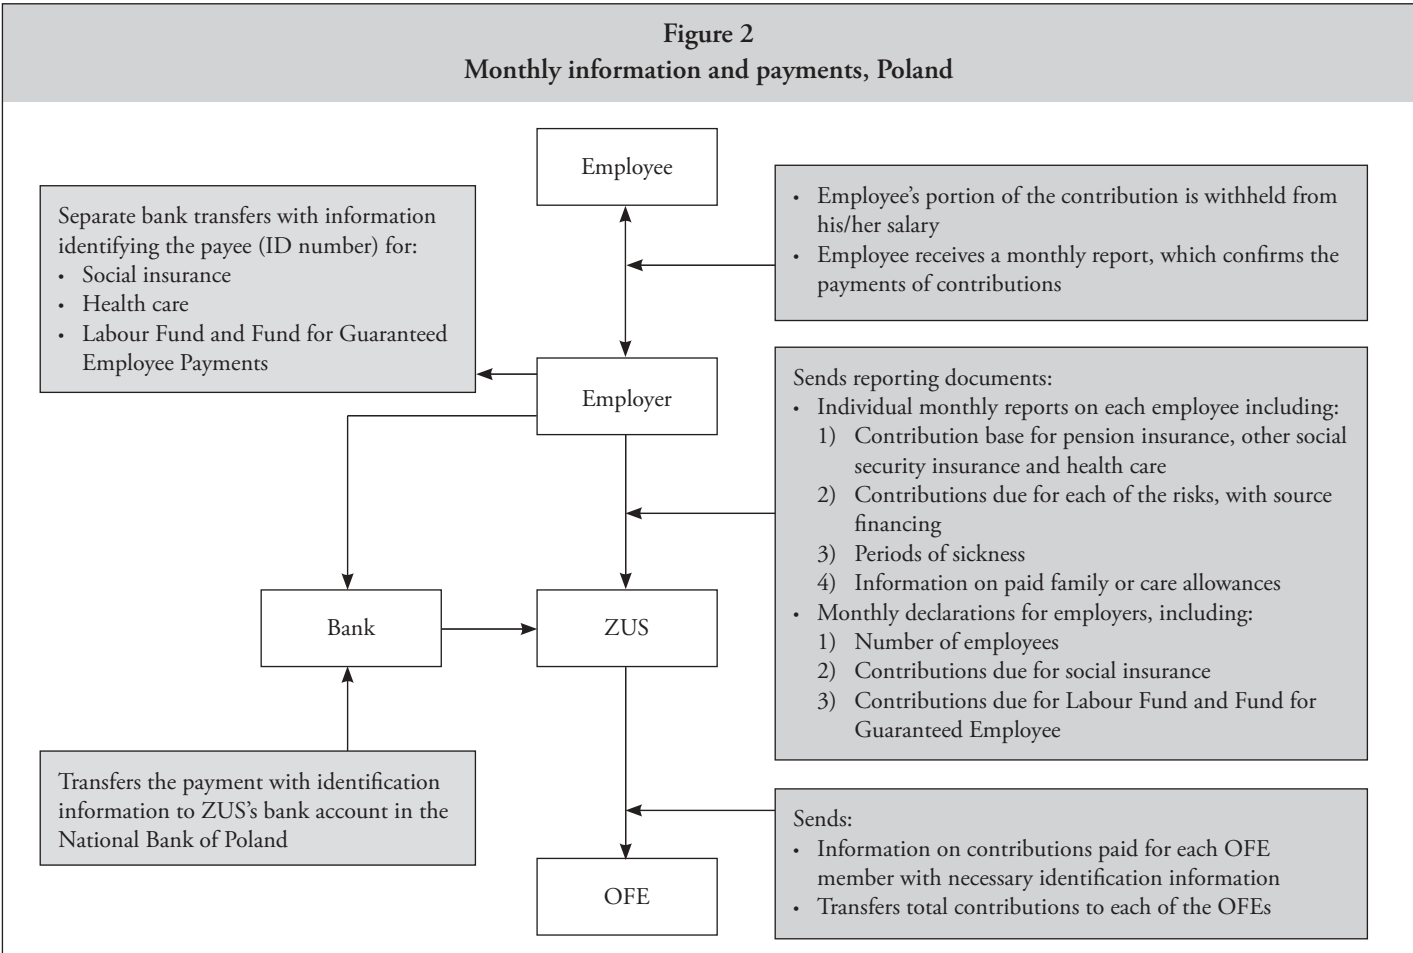 Figure 2
Monthly information and payments, Poland
Employee
Separate bank transfers with information
identifying the payee (ID number) for:
• Social insurance
• Health care
• Labour Fund and Fund for Guaranteed
Employee Payments
• Employee’s portion of the contribution is withheld from
his/her salary
• Employee receives a monthly report, which confirms the
payments of contributions
Employer
Sends reporting documents:
• Individual monthly reports on each employee including:
1) Contribution base for pension insurance, other social
security insurance and health care
2) Contributions due for each of the risks, with source
financing
3) Periods of sickness
4) Information on paid family or care allowances
• Monthly declarations for employers, including:
1) Number of employees
2) Contributions due for social insurance
3) Contributions due for Labour Fund and Fund for
Guaranteed Employee
Bank
ZUS
Transfers the payment with identification
information to ZUS’s bank account in the
National Bank of Poland
Sends:
• Information on contributions paid for each OFE
member with necessary identification information
• Transfers total contributions to each of the OFEs
OFE